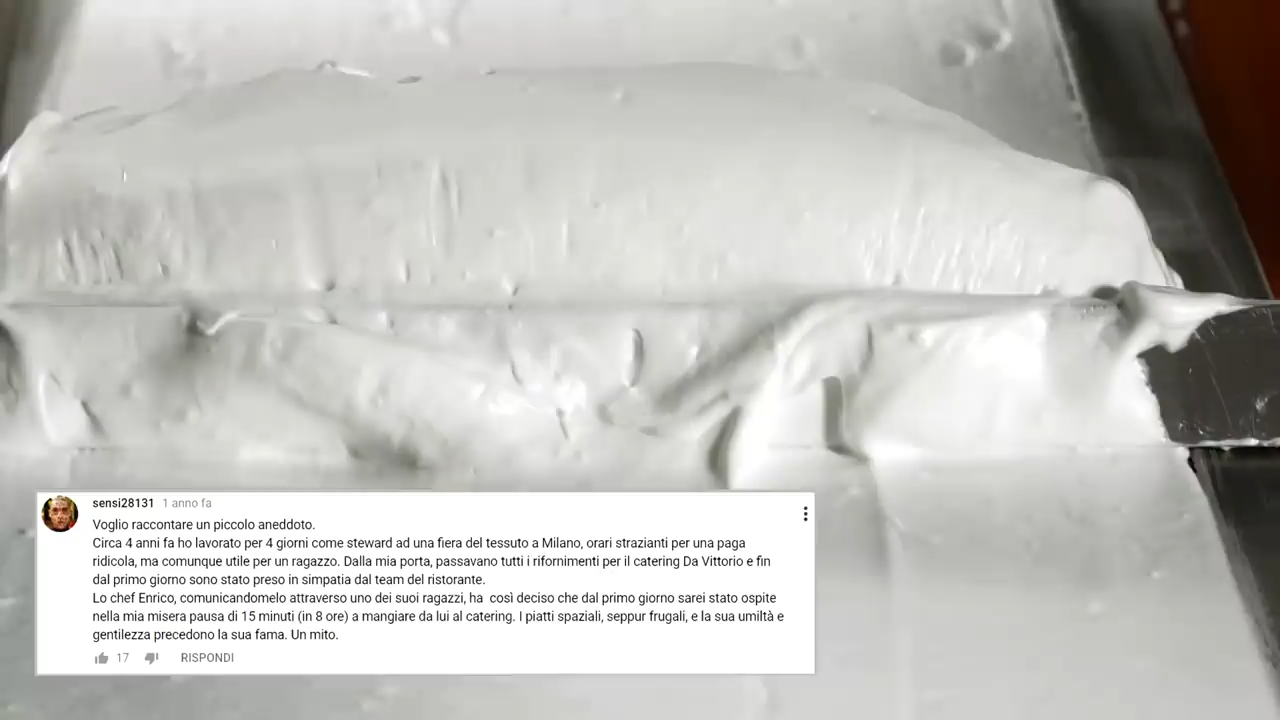 sensi28131 1 anno fa
Voglio raccontare un piccolo aneddoto.
Circa 4 anni fa ho lavorato per 4 giorni come steward ad una fiera del tessuto a Milano, orari strazianti per una paga
ridicola, ma comunque utile per un ragazzo. Dalla mia porta, passavano tutti i rifornimenti per il catering Da Vittorio e fin
dal primo giorno sono stato preso in simpatia dal team del ristorante.
Lo chef Enrico, comunicandomelo attraverso uno dei suoi ragazzi, ha così deciso che dal primo giorno sarei stato ospite
nella mia misera pausa di 15 minuti (in 8 ore) a mangiare da lui al catering. I piatti spaziali, seppur frugali, e la sua umiltà e
gentilezza precedono la sua fama. Un mito.
17 RISPONDI